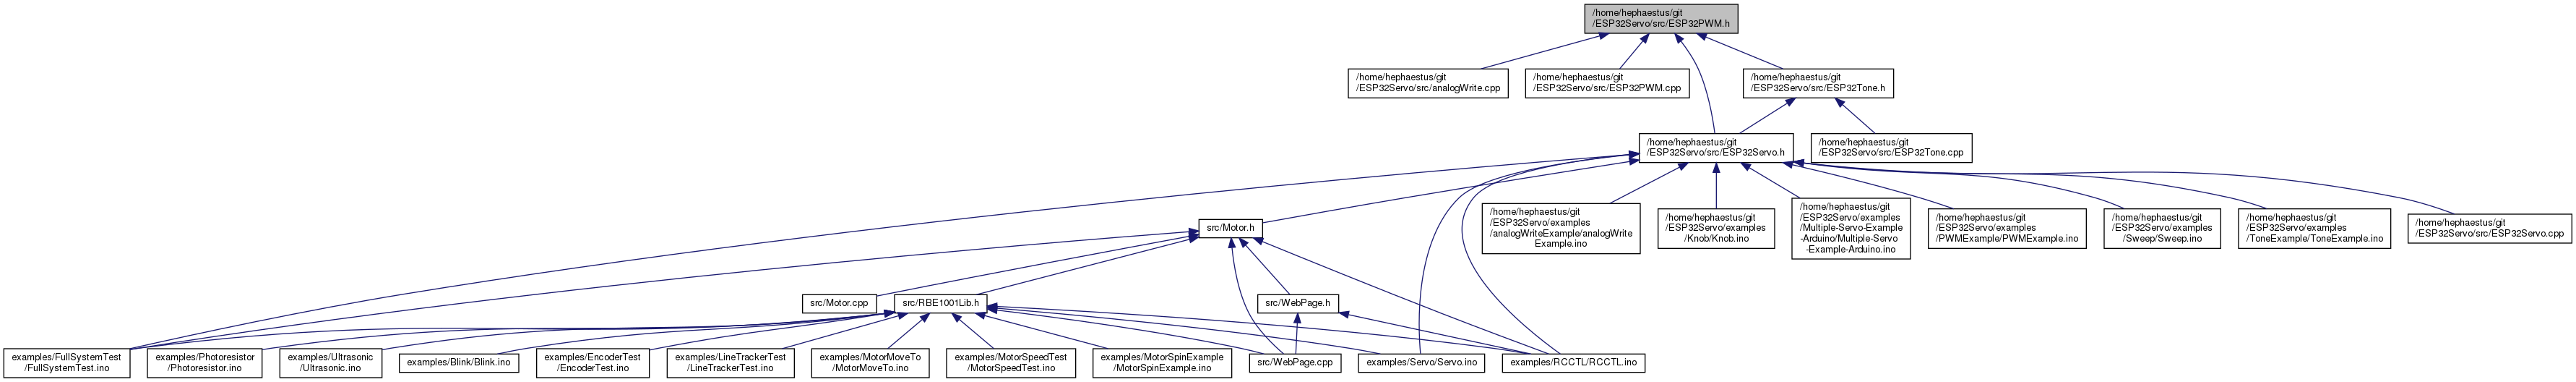 /home/hephaestus/git
/ESP32Servo/src/ESP32PWM.h
/home/hephaestus/git
/ESP32Servo/src/analogWrite.cpp
/home/hephaestus/git
/ESP32Servo/src/ESP32PWM.cpp
/home/hephaestus/git
/ESP32Servo/src/ESP32Tone.h
/home/hephaestus/git
/ESP32Servo/src/ESP32Servo.h
/home/hephaestus/git
/ESP32Servo/src/ESP32Tone.cpp
src/Motor.h
/home/hephaestus/git
/ESP32Servo/examples
/analogWriteExample/analogWrite
Example.ino
/home/hephaestus/git
/ESP32Servo/examples
/Knob/Knob.ino
/home/hephaestus/git
/ESP32Servo/examples
/Multiple-Servo-Example
-Arduino/Multiple-Servo
-Example-Arduino.ino
/home/hephaestus/git
/ESP32Servo/examples
/PWMExample/PWMExample.ino
/home/hephaestus/git
/ESP32Servo/examples
/Sweep/Sweep.ino
/home/hephaestus/git
/ESP32Servo/examples
/ToneExample/ToneExample.ino
/home/hephaestus/git
/ESP32Servo/src/ESP32Servo.cpp
src/Motor.cpp
src/RBE1001Lib.h
src/WebPage.h
examples/FullSystemTest
/FullSystemTest.ino
examples/Photoresistor
/Photoresistor.ino
examples/Ultrasonic
/Ultrasonic.ino
examples/Blink/Blink.ino
examples/EncoderTest
/EncoderTest.ino
examples/LineTrackerTest
/LineTrackerTest.ino
examples/MotorMoveTo
/MotorMoveTo.ino
examples/MotorSpeedTest
/MotorSpeedTest.ino
examples/MotorSpinExample
/MotorSpinExample.ino
src/WebPage.cpp
examples/Servo/Servo.ino
examples/RCCTL/RCCTL.ino